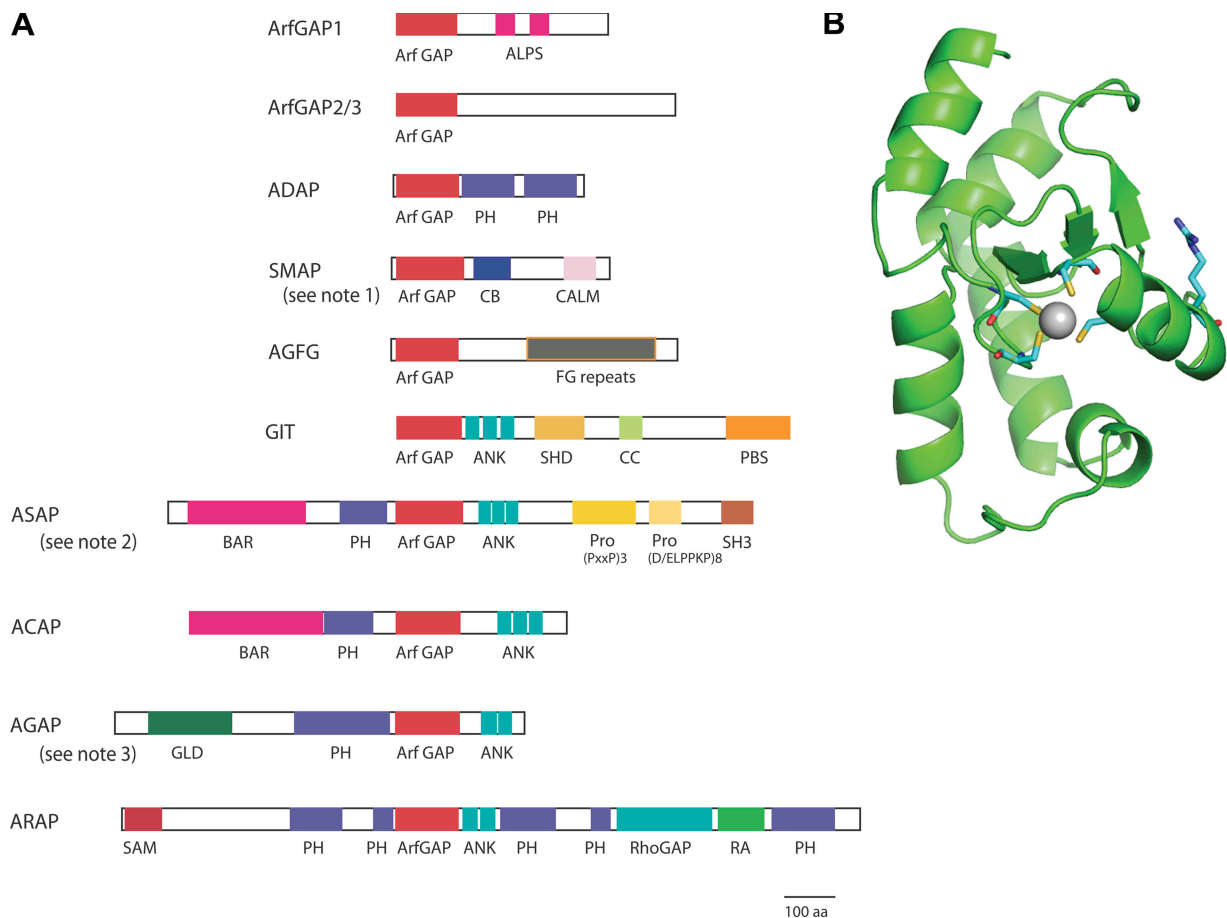 A
B
ArfGAP1
Arf GAP ALPS
ArfGAP2/3
Arf GAP
ADAP
Arf GAP PH PH
SMAP
(see note 1)
Arf GAP CB CALM
AGFG
Arf GAP FG repeats
GIT
Arf GAP ANK SHD CC PBS
ASAP
(see note 2)
BAR PH Arf GAP ANK Pro Pro SH3
(PxxP)3 (D/ELPPKP)8
ACAP
BAR PH Arf GAP ANK
AGAP
(see note 3)
GLD PH Arf GAP ANK
ARAP
SAM PH PH ArfGAP ANK PH PH RhoGAP RA PH
100 aa